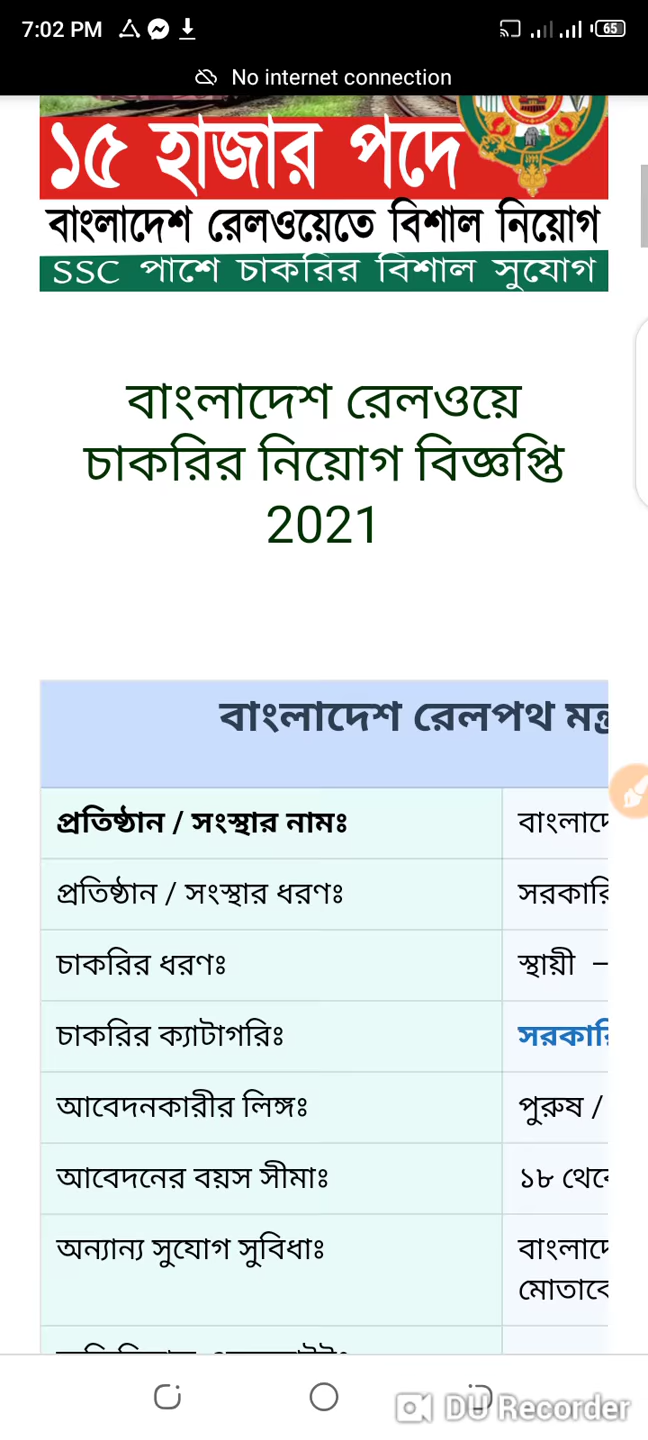 7:02 PM
65
No internet connection
১৫ হাজার পদে
বাংলাদেশ রেলওয়েতে বিশাল নিয়োগ
SSC পাশে চাকরির বিশাল সুযোগ
বাংলাদেশ রেলওয়ে
চাকরির নিয়োগ বিজ্ঞপ্তি
2021
বাংলাদেশ রেলপথ
প্রতিষ্ঠান / সংস্থার নামঃ
প্রতিষ্ঠান / সংস্থার ধরণঃ
চাকরির ধরণঃ স্থায়ী –
চাকরির ক্যাটাগরিঃ
আবেদনকারীর লিঙ্গঃ পুরুষ /
আবেদনের বয়স সীমাঃ ১৮
অন্যান্য সুযোগ সুবিধাঃ
DU Recorder